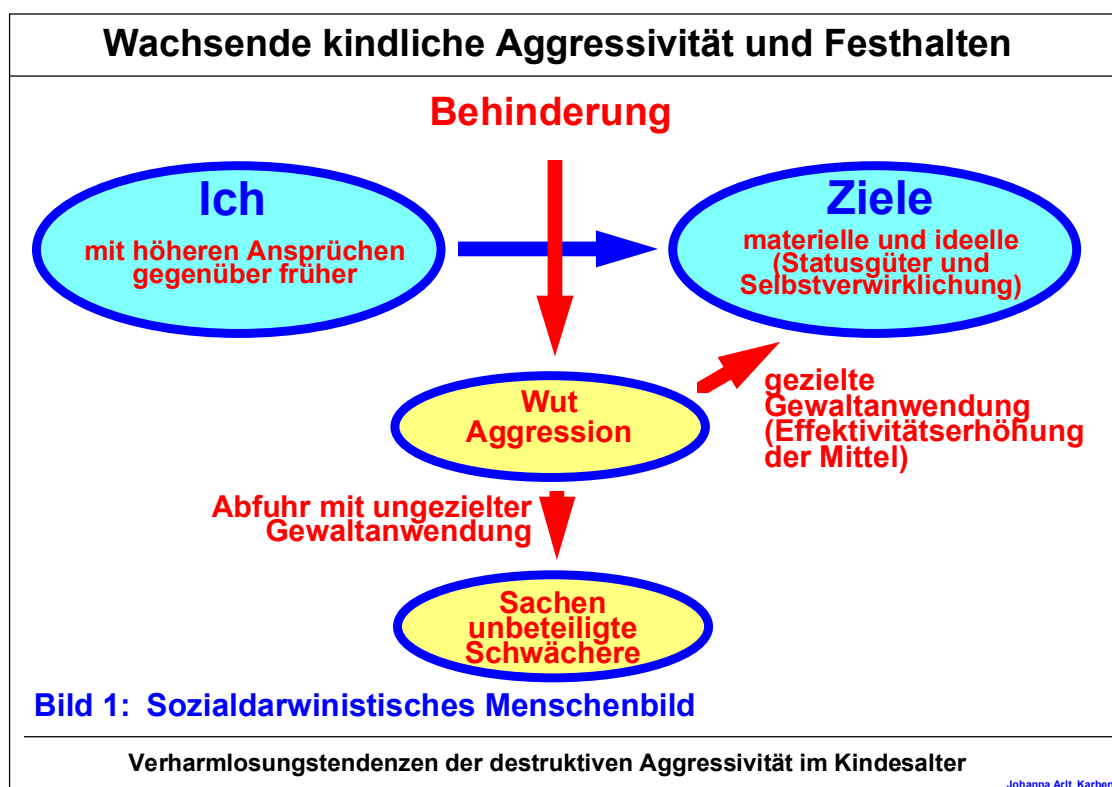 Wachsende kindliche Aggressivität und Festhalten
Behinderung
Ich
mit höheren Ansprüchen
gegenüber früher
Ziele
materielle und ideelle
(Statusgüter und
Selbstverwirklichung)
Wut
Aggression
gezielte
Gewaltanwendung
(Effektivitätserhöhung
der Mittel)
Abfuhr mit ungezielter
Gewaltanwendung
Sachen
unbeteiligte
Schwächere
Bild 1: Sozialdarwinistisches Menschenbild
Verharmlosungstendenzen der destruktiven Aggressivität im Kindesalter
Johanna Arlt Karben